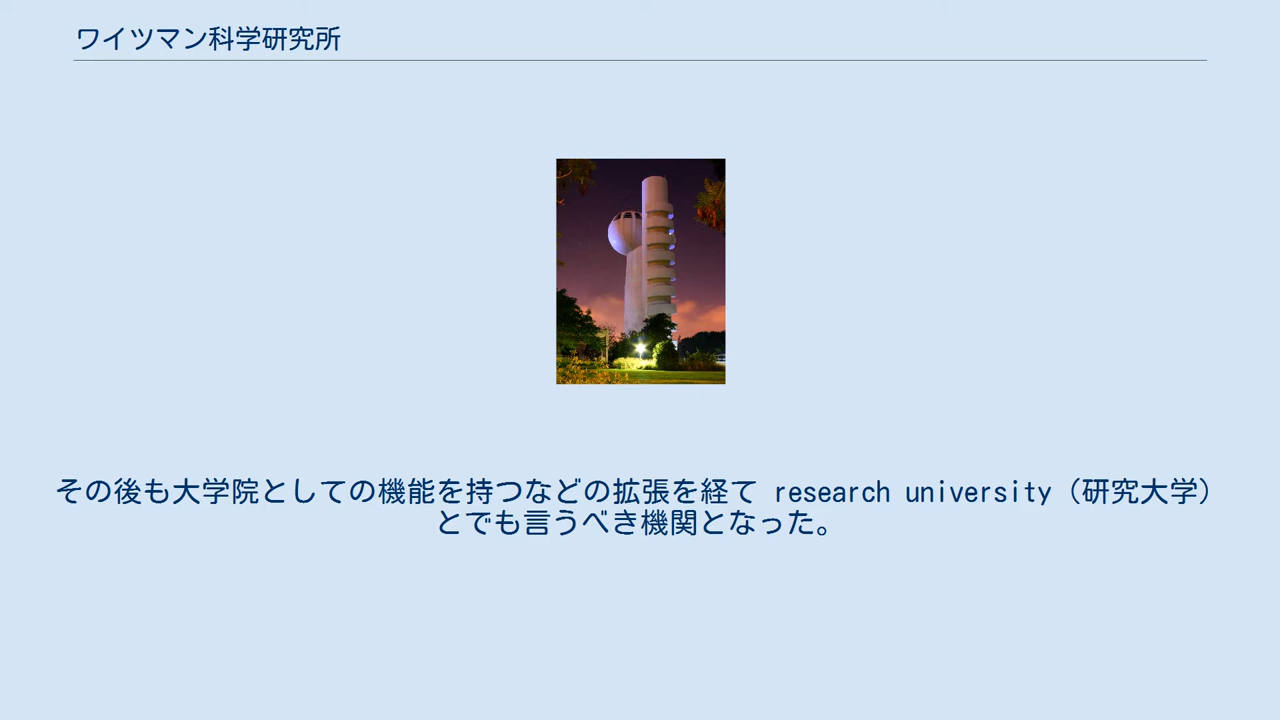 ワイツマン科学研究所
その後も大学院としての機能を持つなどの拡張を経て research university（研究大学）
とでも言うべき機関となった。